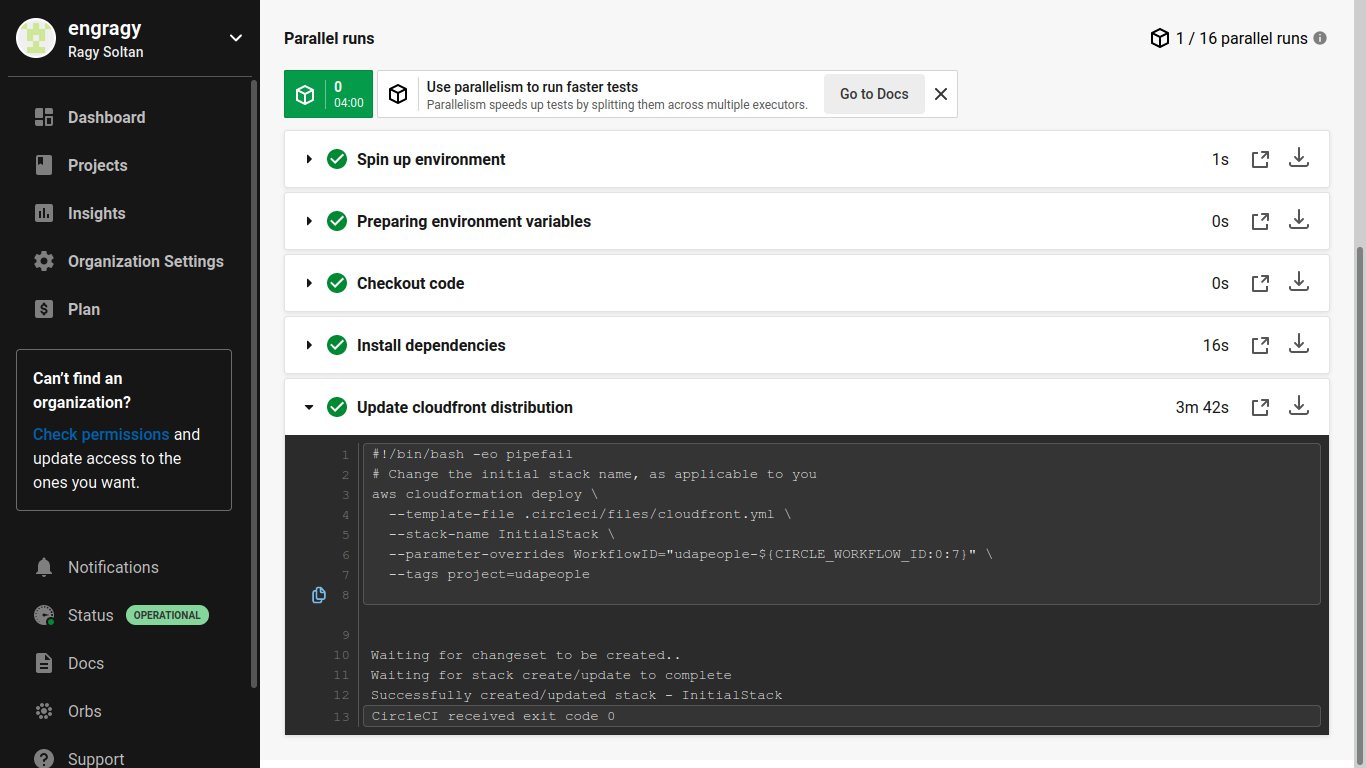 engragy
Ragy Soltan
Dashboard
Projects
Insights
Organization Settings
$ Plan
Can't find an
organization?
Check permissions and
update access to the
ones you want.
Notifications
Status OPERATIONAL
Docs
Orbs
? Support
Parallel runs
1 / 16 parallel runs
0
04:00
Use parallelism to run faster tests
Parallelism speeds up tests by splitting them across multiple executors.
Go to Docs
Spin up environment 1s
Preparing environment variables 0s
Checkout code 0s
Install dependencies 16s
Update cloudfront distribution 3m 42s
1 #!/bin/bash -eo pipefail
2 # Change the initial stack name, as applicable to you
3 aws cloudformation deploy \
4 --template-file .circleci/files/cloudfront.yml \
5 --stack-name InitialStack \
6 --parameter-overrides WorkflowID="udapeople-${CIRCLE_WORKFLOW_ID:0:7}" \
7 --tags project=udapeople
8
9
10 Waiting for changeset to be created..
11 Waiting for stack create/update to complete
12 Successfully created/updated stack - InitialStack
13 CircleCI received exit code 0